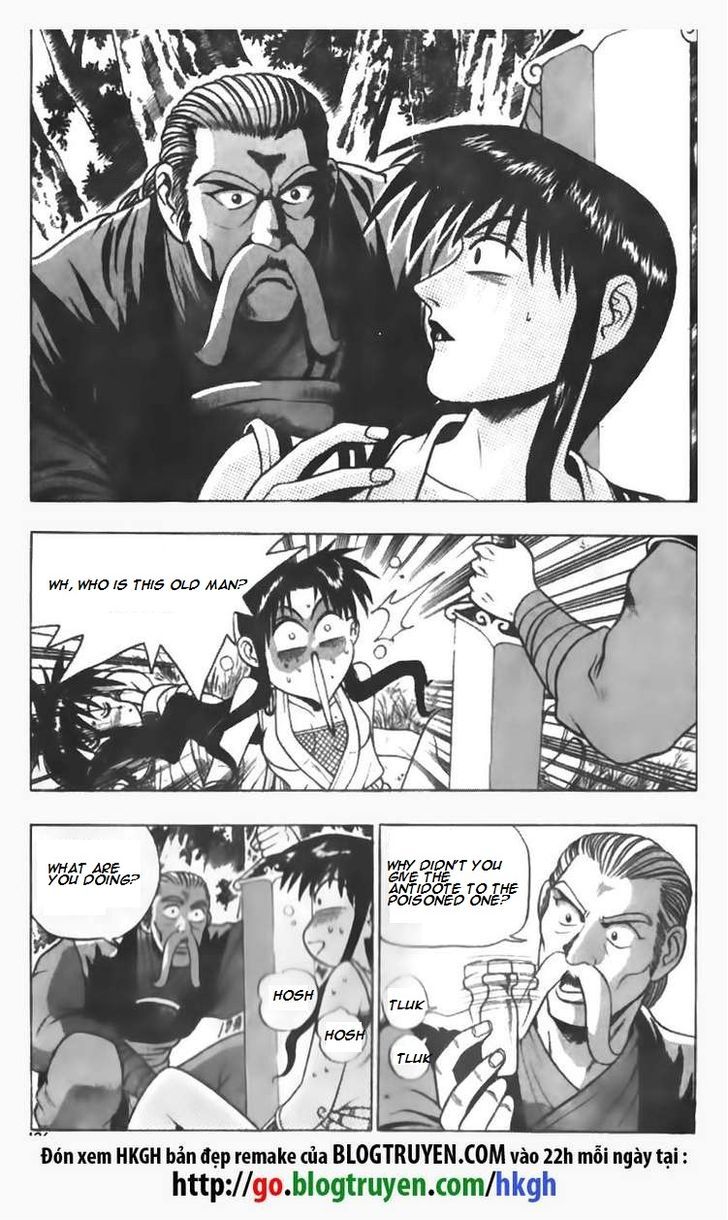 WH, WHO IS THIS OLD MAN?
WHAT ARE
YOU DOING?
HOSH
HOSH
WHY DIDN'T YOU
GIVE THE
ANTIDOTE TO THE
POISONED ONE?
TLUK
TLUK
Đón xem HKGH bản đẹp remake của BLOGTRUYEN.COM vào 22h mỗi ngày tại :
http://go.blogtruyen.com/hkgh